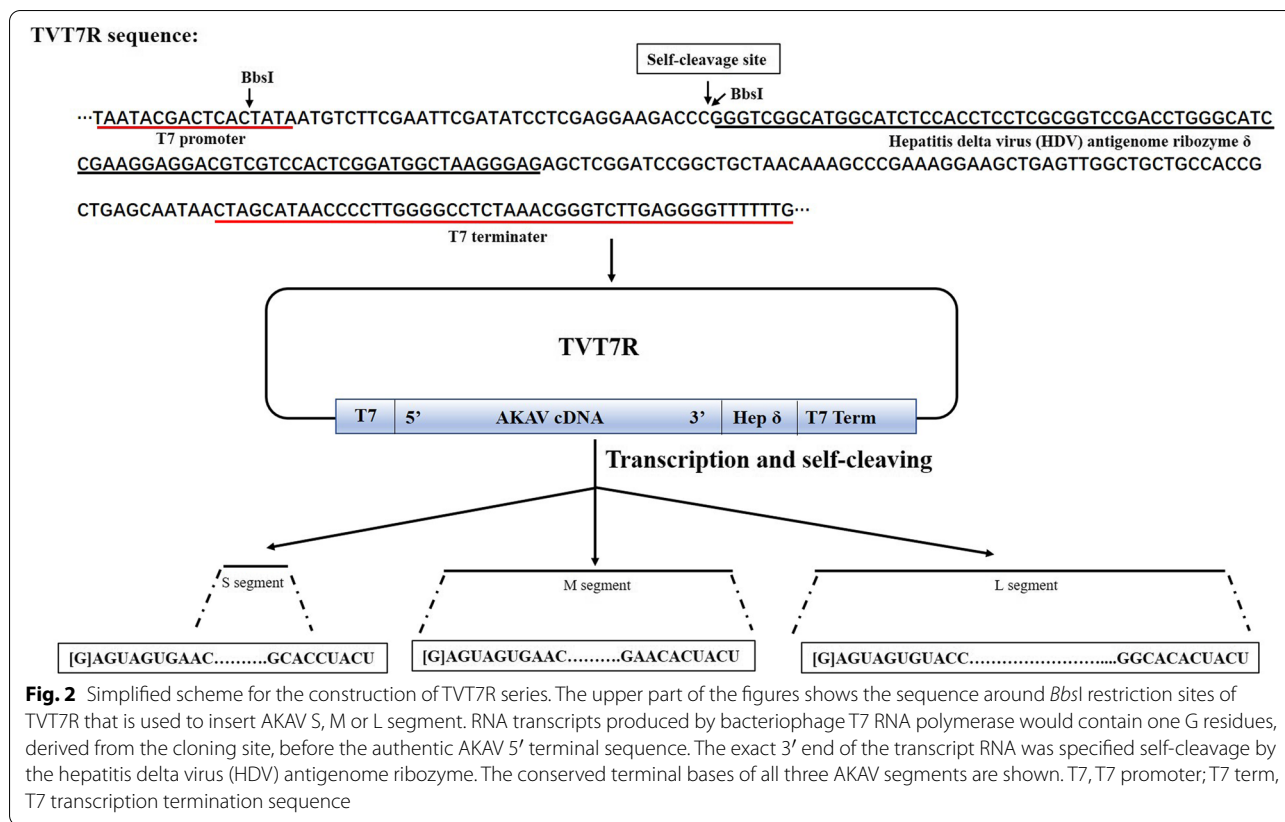 TVT7R sequence:
Self-cleavage site
BbsI
BbsI
···TAATACGACTCACTATAATGTCTTCGAATTCGATATCCTCGAGGAAGACCCGGGTCGGCATGGCATCTCCACCTCCTCGCGGTCCGACCTGGGCATC
T7 promoter
Hepatitis delta virus (HDV) antigenome ribozyme δ
CGAAGGAGGACGTCGTCCACTCGGATGGCTAAGGGAGAGCTCGGATCCGGCTGCTAACAAAGCCCGAAAGGAAGCTGAGTTGGCTGCTGCCACCG
CTGAGCAATAACTAGCATAACCCCTTGGGGCCTCTAAACGGGTCTTGAGGGGTTTTTTG···
T7 terminater
TVT7R
T7 5’ AKAV cDNA 3’ Hep δ T7 Term
Transcription and self-cleaving
S segment
M segment
L segment
[G]AGUAGUGAAC..........GCACCUACU
[G]AGUAGUGAAC..........GAACACUACU
[G]AGUAGUGUACC..........................GGCACACUACU
Fig. 2 Simplified scheme for the construction of TVT7R series. The upper part of the figures shows the sequence around BbsI restriction sites of
TVT7R that is used to insert AKAV S, M or L segment. RNA transcripts produced by bacteriophage T7 RNA polymerase would contain one G residues,
derived from the cloning site, before the authentic AKAV 5′ terminal sequence. The exact 3′ end of the transcript RNA was specified self-cleavage by
the hepatitis delta virus (HDV) antigenome ribozyme. The conserved terminal bases of all three AKAV segments are shown. T7, T7 promoter; T7 term,
T7 transcription termination sequence